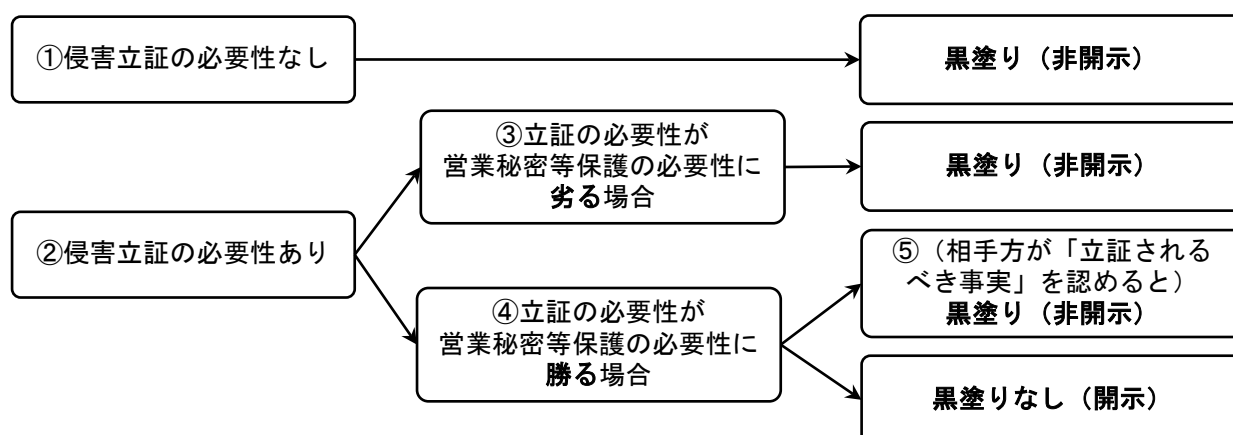 ①侵害立証の必要性なし
黒塗り（非開示）
③立証の必要性が
営業秘密等保護の必要性に
劣る場合
黒塗り（非開示）
②侵害立証の必要性あり
④立証の必要性が
営業秘密等保護の必要性に
勝る場合
⑤（相手方が「立証される
べき事実」を認めると）
黒塗り（非開示）
黒塗りなし（開示）